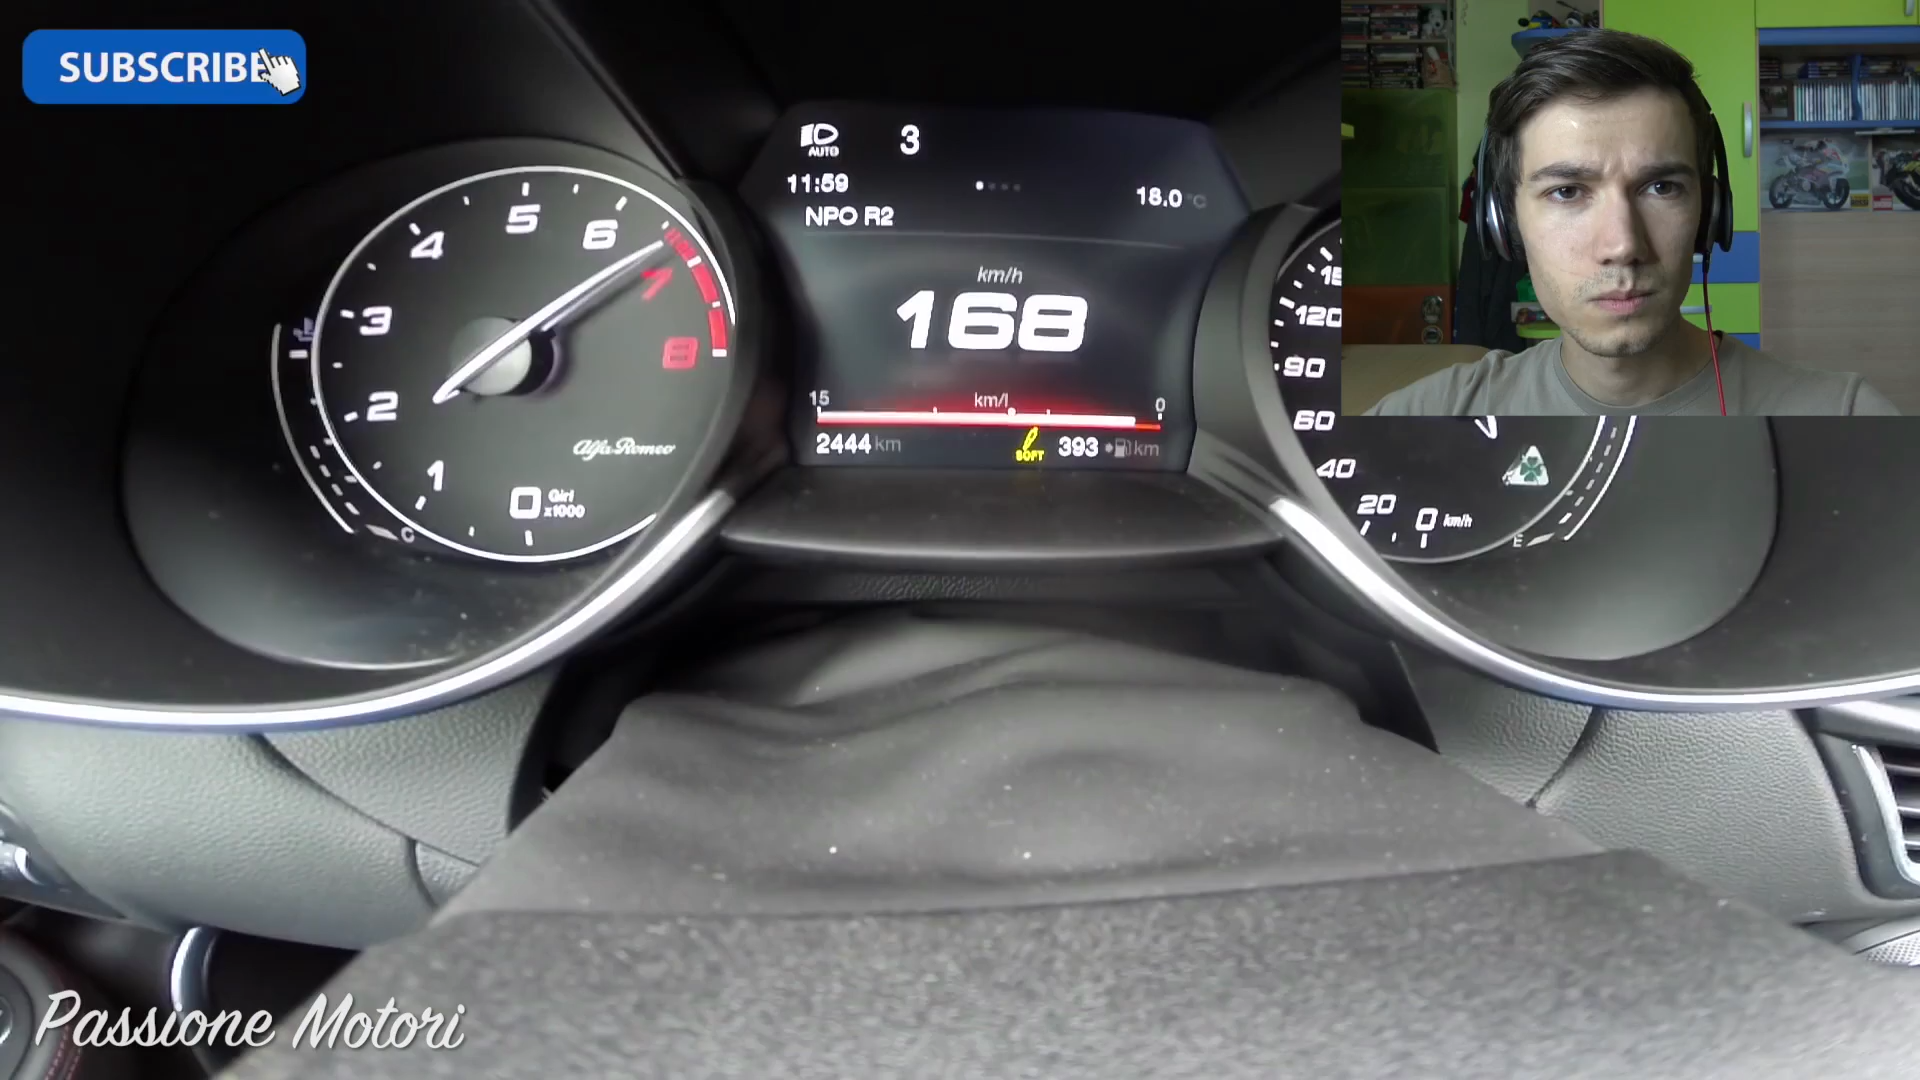 SUBSCRIBE
AUTO
3
11:59
18.0 °C
NPO R2
km/h
168
15 km/l 0
2444 km
SOFT
393 km
0
1
2
3
4
5
6
7
8
Giri
x1000
Alfa Romeo
C
0
20
40
60
90
120
15
km/h
E
Passione Motori